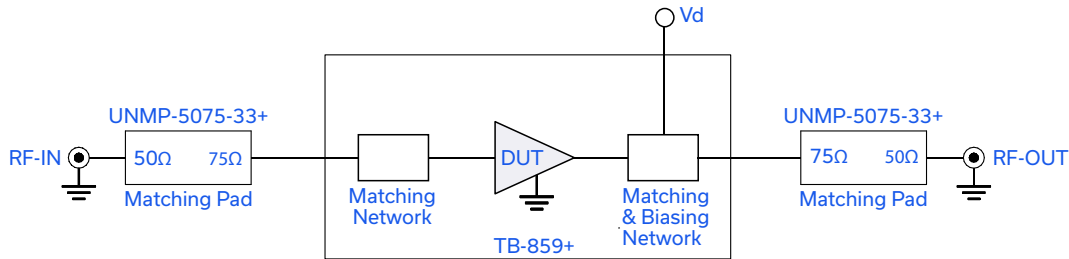 Vd
UNMP-5075-33+
UNMP-5075-33+
RF-IN
50Ω
75Ω
DUT
75Ω
50Ω
RF-OUT
Matching Pad
Matching
Network
Matching
& Biasing
Network
Matching Pad
TB-859+